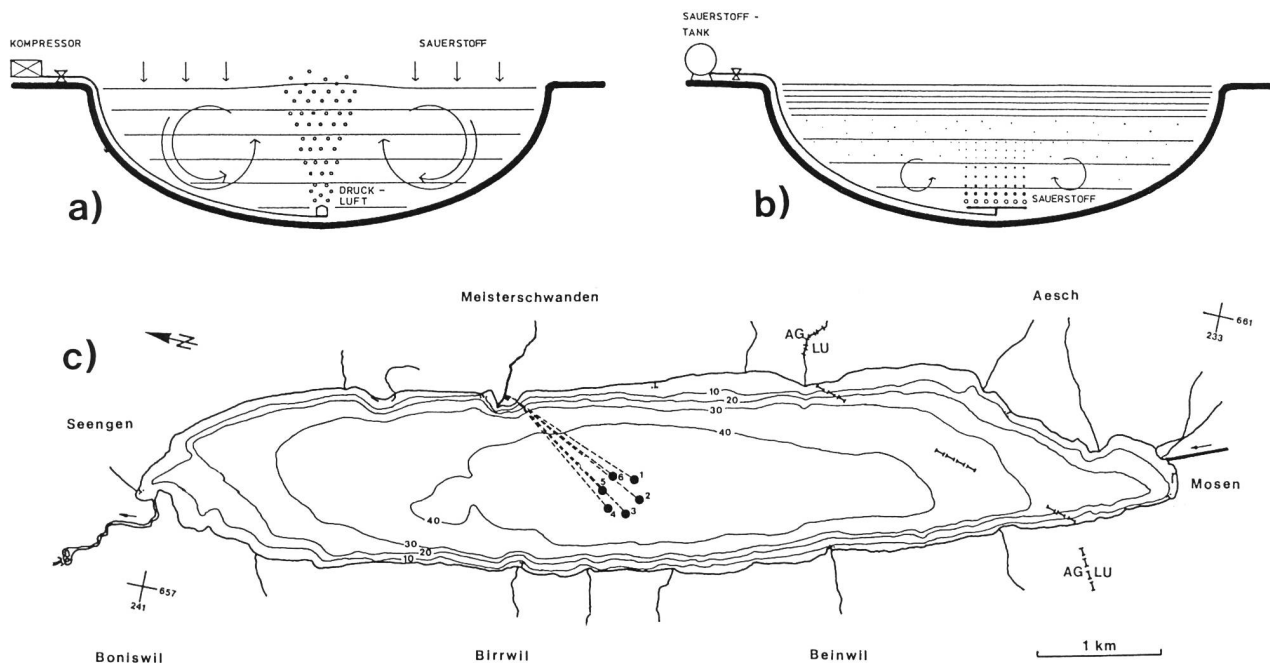 KOMPRESSOR
SAUERSTOFF
DRUCK -
LUFT
a)
SAUERSTOFF -
TANK
SAUERSTOFF
b)
Meisterschwanden
Aesch
661
233
c)
N
AG
LU
10
20
30
40
Seengen
1
6
5
2
4
3
Mosen
40
30
20
10
AG
LU
657
241
1 km
Boniswil
Birrwil
Beinwil